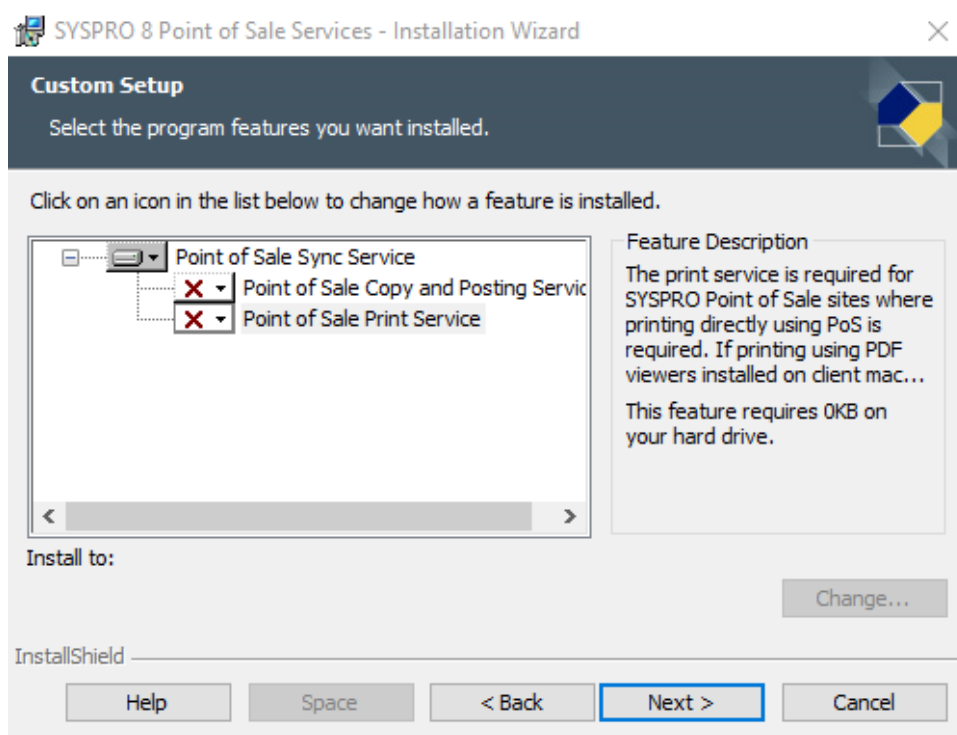 SYSPRO 8 Point of Sale Services - Installation Wizard
Custom Setup
Select the program features you want installed.
Click on an icon in the list below to change how a feature is installed.
Point of Sale Sync Service
Point of Sale Copy and Posting Servic
Point of Sale Print Service
Feature Description
The print service is required for
SYSPRO Point of Sale sites where
printing directly using PoS is
required. If printing using PDF
viewers installed on client mac...
This feature requires 0KB on
your hard drive.
Install to:
Change...
InstallShield
Help
Space
< Back
Next >
Cancel